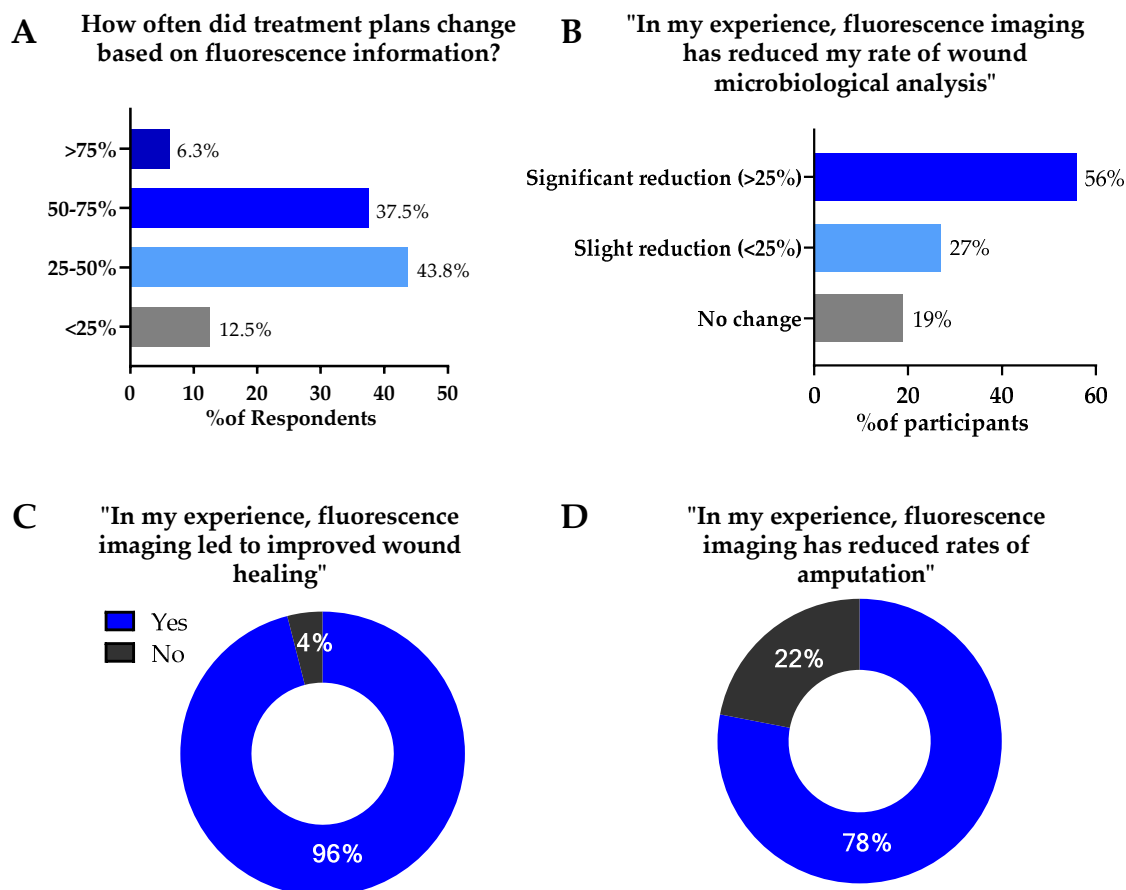 A
How often did treatment plans change
based on fluorescence information?
>75%
6.3%
50-75%
37.5%
25-50%
43.8%
<25%
12.5%
0 10 20 30 40 50
%of Respondents
B
"In my experience, fluorescence imaging
has reduced my rate of wound
microbiological analysis"
Significant reduction (>25%)
56%
Slight reduction (<25%)
27%
No change
19%
0 20 40 60
%of participants
C
"In my experience, fluorescence
imaging led to improved wound
healing"
Yes
No
4%
96%
D
"In my experience, fluorescence
imaging has reduced rates of
amputation"
22%
78%